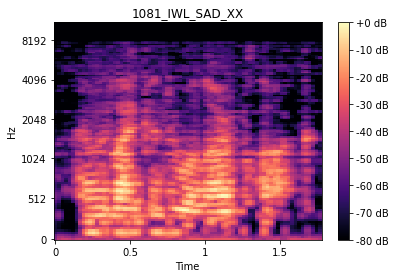 1081_IWL_SAD_XX
Hz
8192
4096
2048
1024
512
0
0
0.5
1
1.5
Time
+0 dB
-10 dB
-20 dB
-30 dB
-40 dB
-50 dB
-60 dB
-70 dB
-80 dB